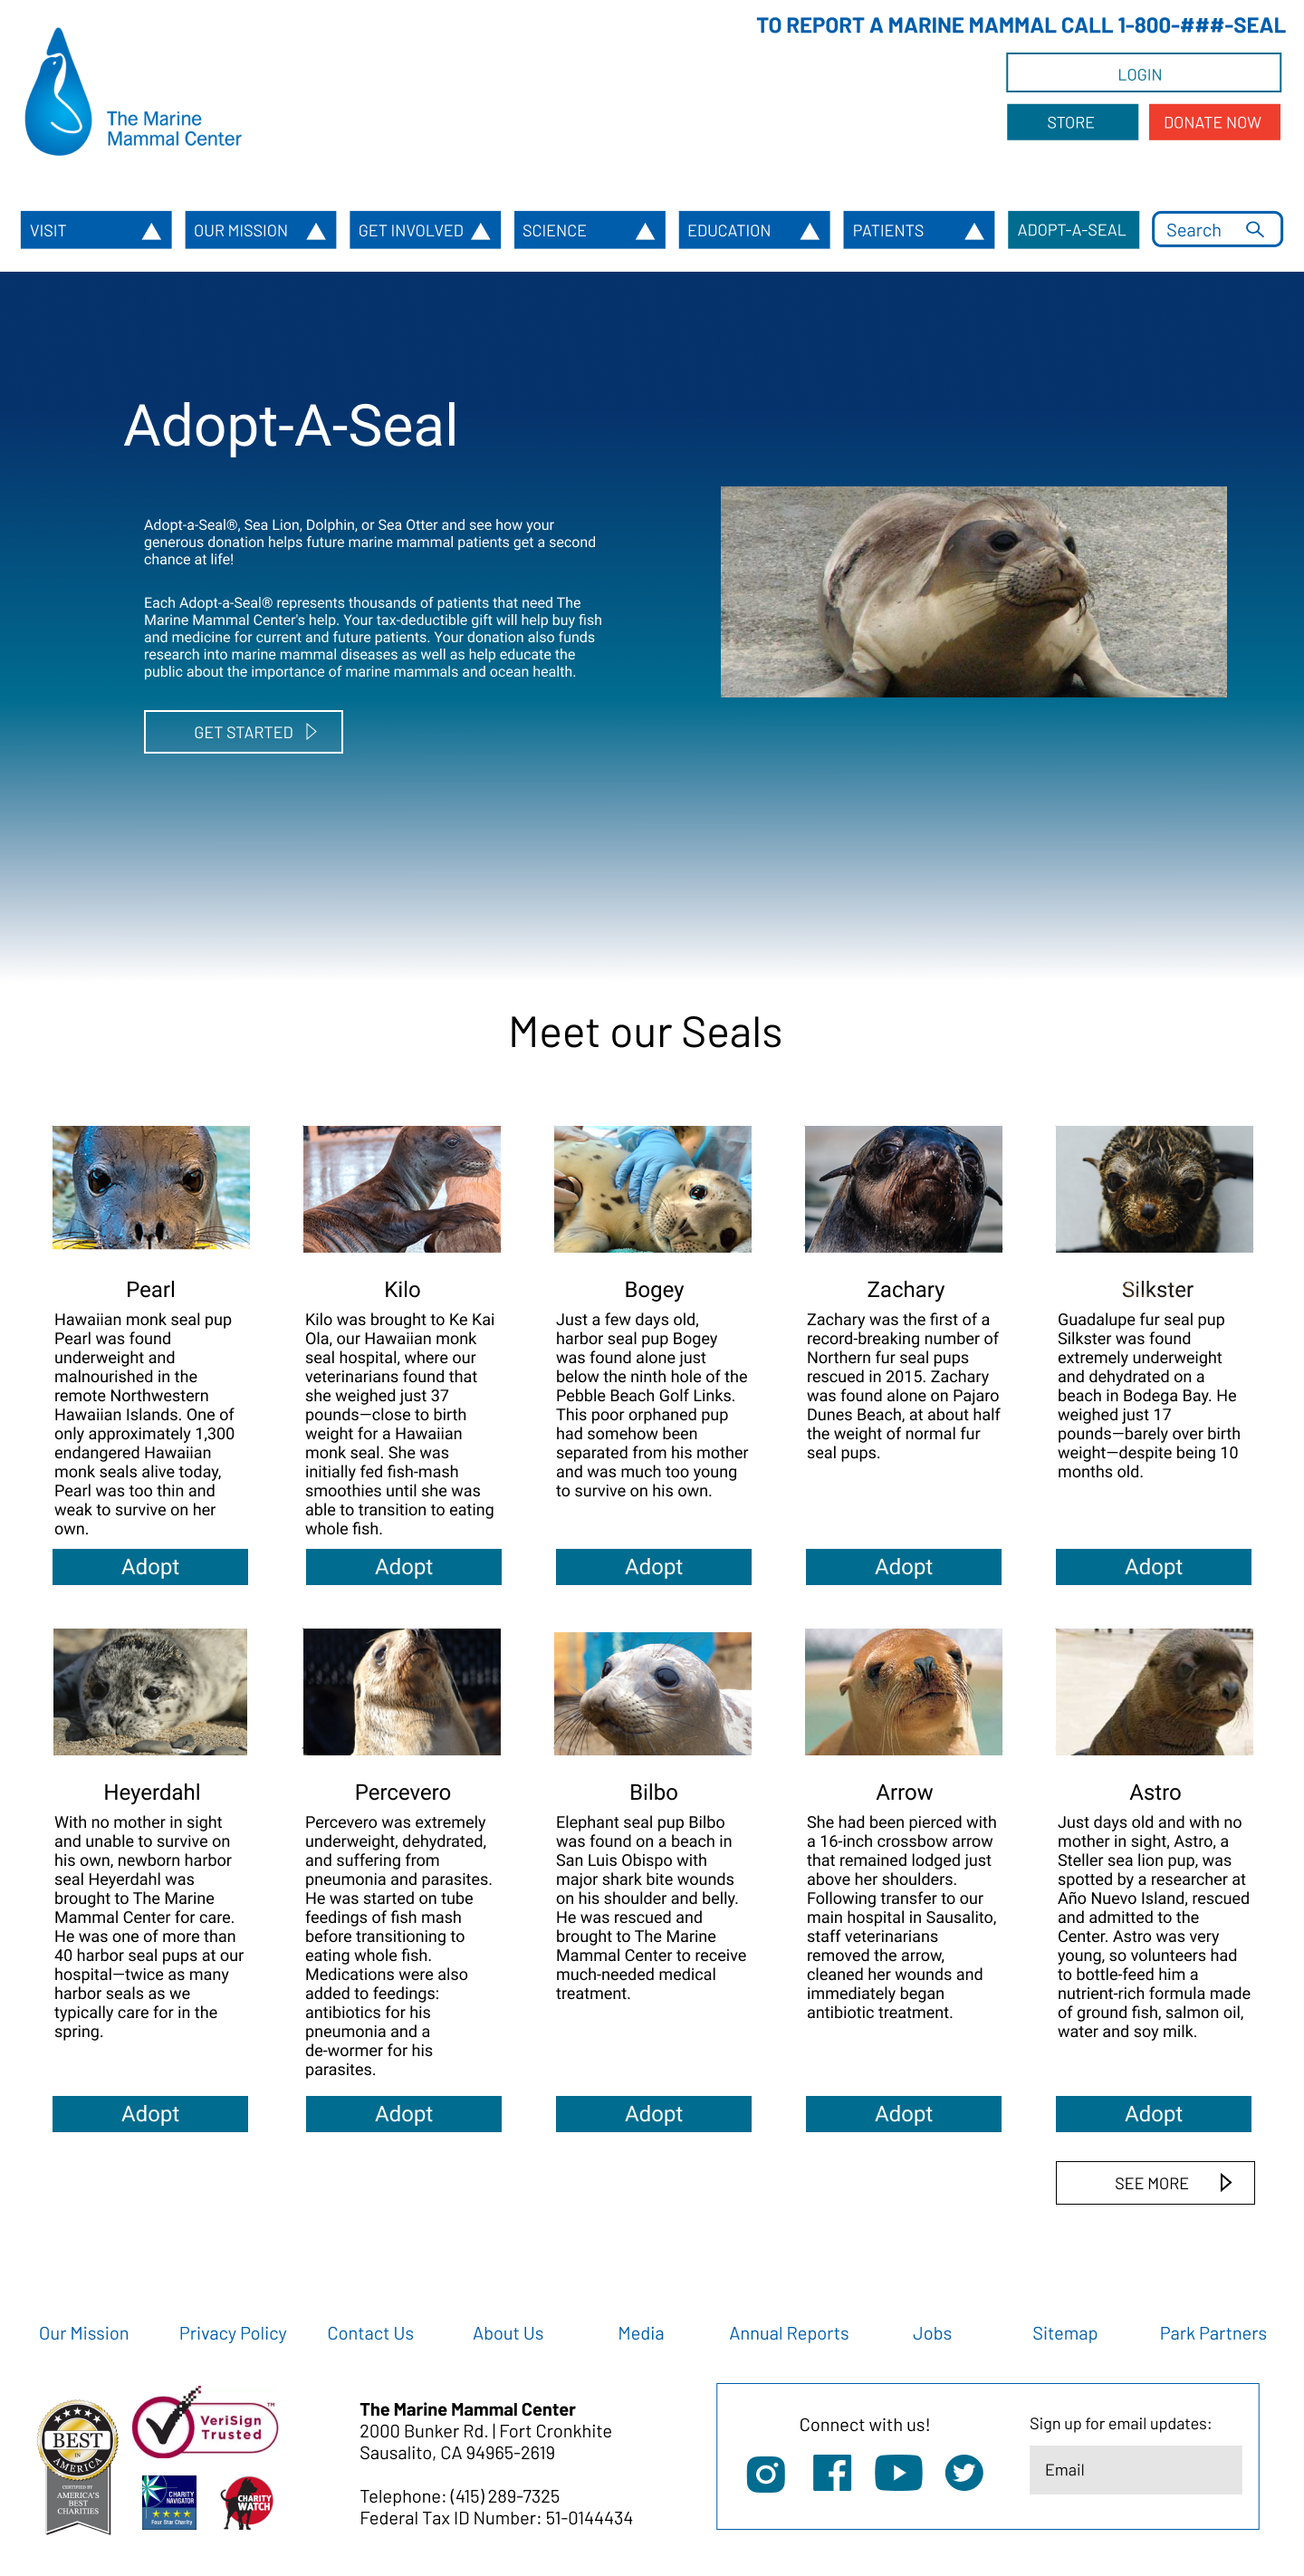 TO REPORT A MARINE MAMMAL CALL 1-800-###-SEAL
The Marine
Mammal Center
LOGIN
STORE
DONATE NOW
VISIT
OUR MISSION
GET INVOLVED
SCIENCE
EDUCATION
PATIENTS
ADOPT-A-SEAL
Search
Adopt-A-Seal
Adopt-a-Seal®, Sea Lion, Dolphin, or Sea Otter and see how your
generous donation helps future marine mammal patients get a second
chance at life!
Each Adopt-a-Seal® represents thousands of patients that need The
Marine Mammal Center's help. Your tax-deductible gift will help buy fish
and medicine for current and future patients. Your donation also funds
research into marine mammal diseases as well as help educate the
public about the importance of marine mammals and ocean health.
GET STARTED
Meet our Seals
Pearl
Hawaiian monk seal pup
Pearl was found
underweight and
malnourished in the
remote Northwestern
Hawaiian Islands. One of
only approximately 1,300
endangered Hawaiian
monk seals alive today,
Pearl was too thin and
weak to survive on her
own.
Adopt
Kilo
Kilo was brought to Ke Kai
Ola, our Hawaiian monk
seal hospital, where our
veterinarians found that
she weighed just 37
pounds—close to birth
weight for a Hawaiian
monk seal. She was
initially fed fish-mash
smoothies until she was
able to transition to eating
whole fish.
Adopt
Bogey
Just a few days old,
harbor seal pup Bogey
was found alone just
below the ninth hole of the
Pebble Beach Golf Links.
This poor orphaned pup
had somehow been
separated from his mother
and was much too young
to survive on his own.
Adopt
Zachary
Zachary was the first of a
record-breaking number of
Northern fur seal pups
rescued in 2015. Zachary
was found alone on Pajaro
Dunes Beach, at about half
the weight of normal fur
seal pups.
Adopt
Silkster
Guadalupe fur seal pup
Silkster was found
extremely underweight
and dehydrated on a
beach in Bodega Bay. He
weighed just 17
pounds—barely over birth
weight—despite being 10
months old.
Adopt
Heyerdahl
With no mother in sight
and unable to survive on
his own, newborn harbor
seal Heyerdahl was
brought to The Marine
Mammal Center for care.
He was one of more than
40 harbor seal pups at our
hospital—twice as many
harbor seals as we
typically care for in the
spring.
Adopt
Percevero
Percevero was extremely
underweight, dehydrated,
and suffering from
pneumonia and parasites.
He was started on tube
feedings of fish mash
before transitioning to
eating whole fish.
Medications were also
added to feedings:
antibiotics for his
pneumonia and a
de-wormer for his
parasites.
Adopt
Bilbo
Elephant seal pup Bilbo
was found on a beach in
San Luis Obispo with
major shark bite wounds
on his shoulder and belly.
He was rescued and
brought to The Marine
Mammal Center to receive
much-needed medical
treatment.
Adopt
Arrow
She had been pierced with
a 16-inch crossbow arrow
that remained lodged just
above her shoulders.
Following transfer to our
main hospital in Sausalito,
staff veterinarians
removed the arrow,
cleaned her wounds and
immediately began
antibiotic treatment.
Adopt
Astro
Just days old and with no
mother in sight, Astro, a
Steller sea lion pup, was
spotted by a researcher at
Año Nuevo Island, rescued
and admitted to the
Center. Astro was very
young, so volunteers had
to bottle-feed him a
nutrient-rich formula made
of ground fish, salmon oil,
water and soy milk.
Adopt
SEE MORE
Our Mission
Privacy Policy
Contact Us
About Us
Media
Annual Reports
Jobs
Sitemap
Park Partners
BEST
IN
AMERICA
CERTIFIED BY
AMERICA'S
BEST
CHARITIES
VeriSign
Trusted
™
CHARITY
NAVIGATOR
Four Star Charity
CHARITY
WATCH
The Marine Mammal Center
2000 Bunker Rd. | Fort Cronkhite
Sausalito, CA 94965-2619
Telephone: (415) 289-7325
Federal Tax ID Number: 51-0144434
Connect with us!
Sign up for email updates:
Email